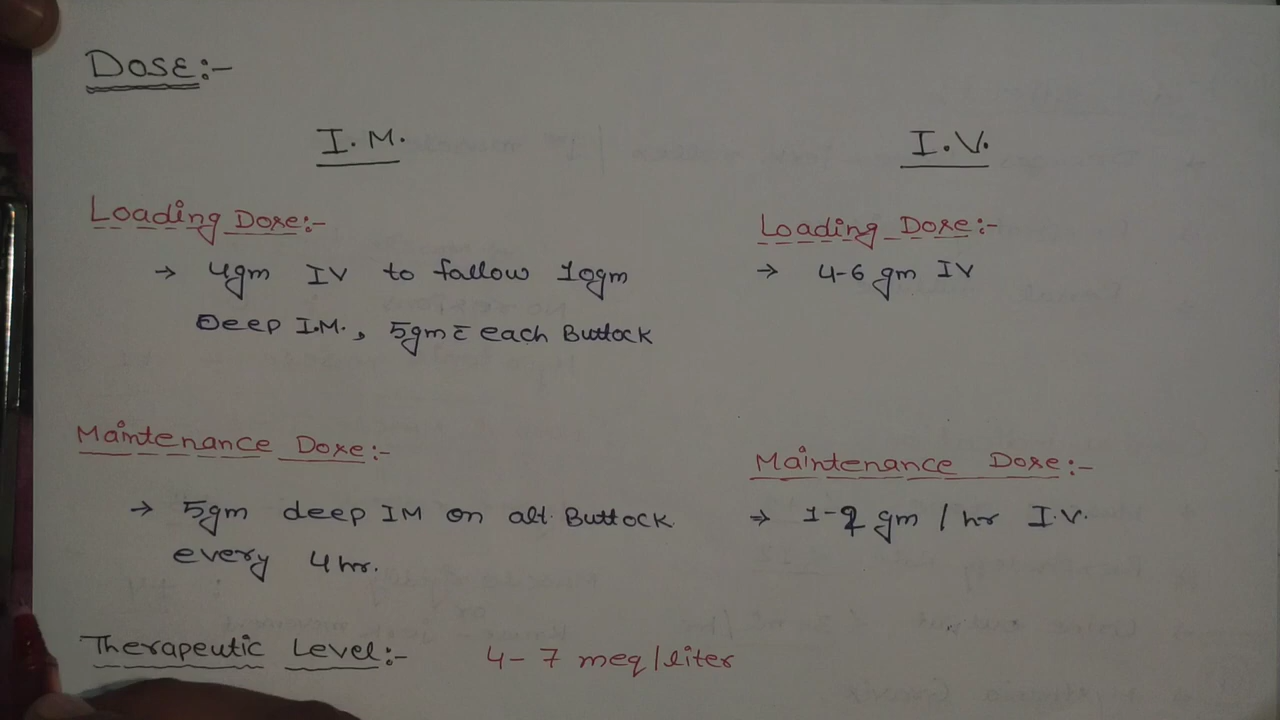 Dose:-
I.M.
Loading Dose:-
→ 4gm IV to fallow 10gm
Deep I.M., 5gm c̄ each Buttock
Maintenance Dose:-
→ 5gm deep IM on alt. Buttock
every 4 hr.
I.V.
Loading Dose:-
→ 4-6 gm IV
Maintenance Dose:-
→ 1-2 gm / hr I.V.
Therapeutic Level:- 4-7 meq/liter